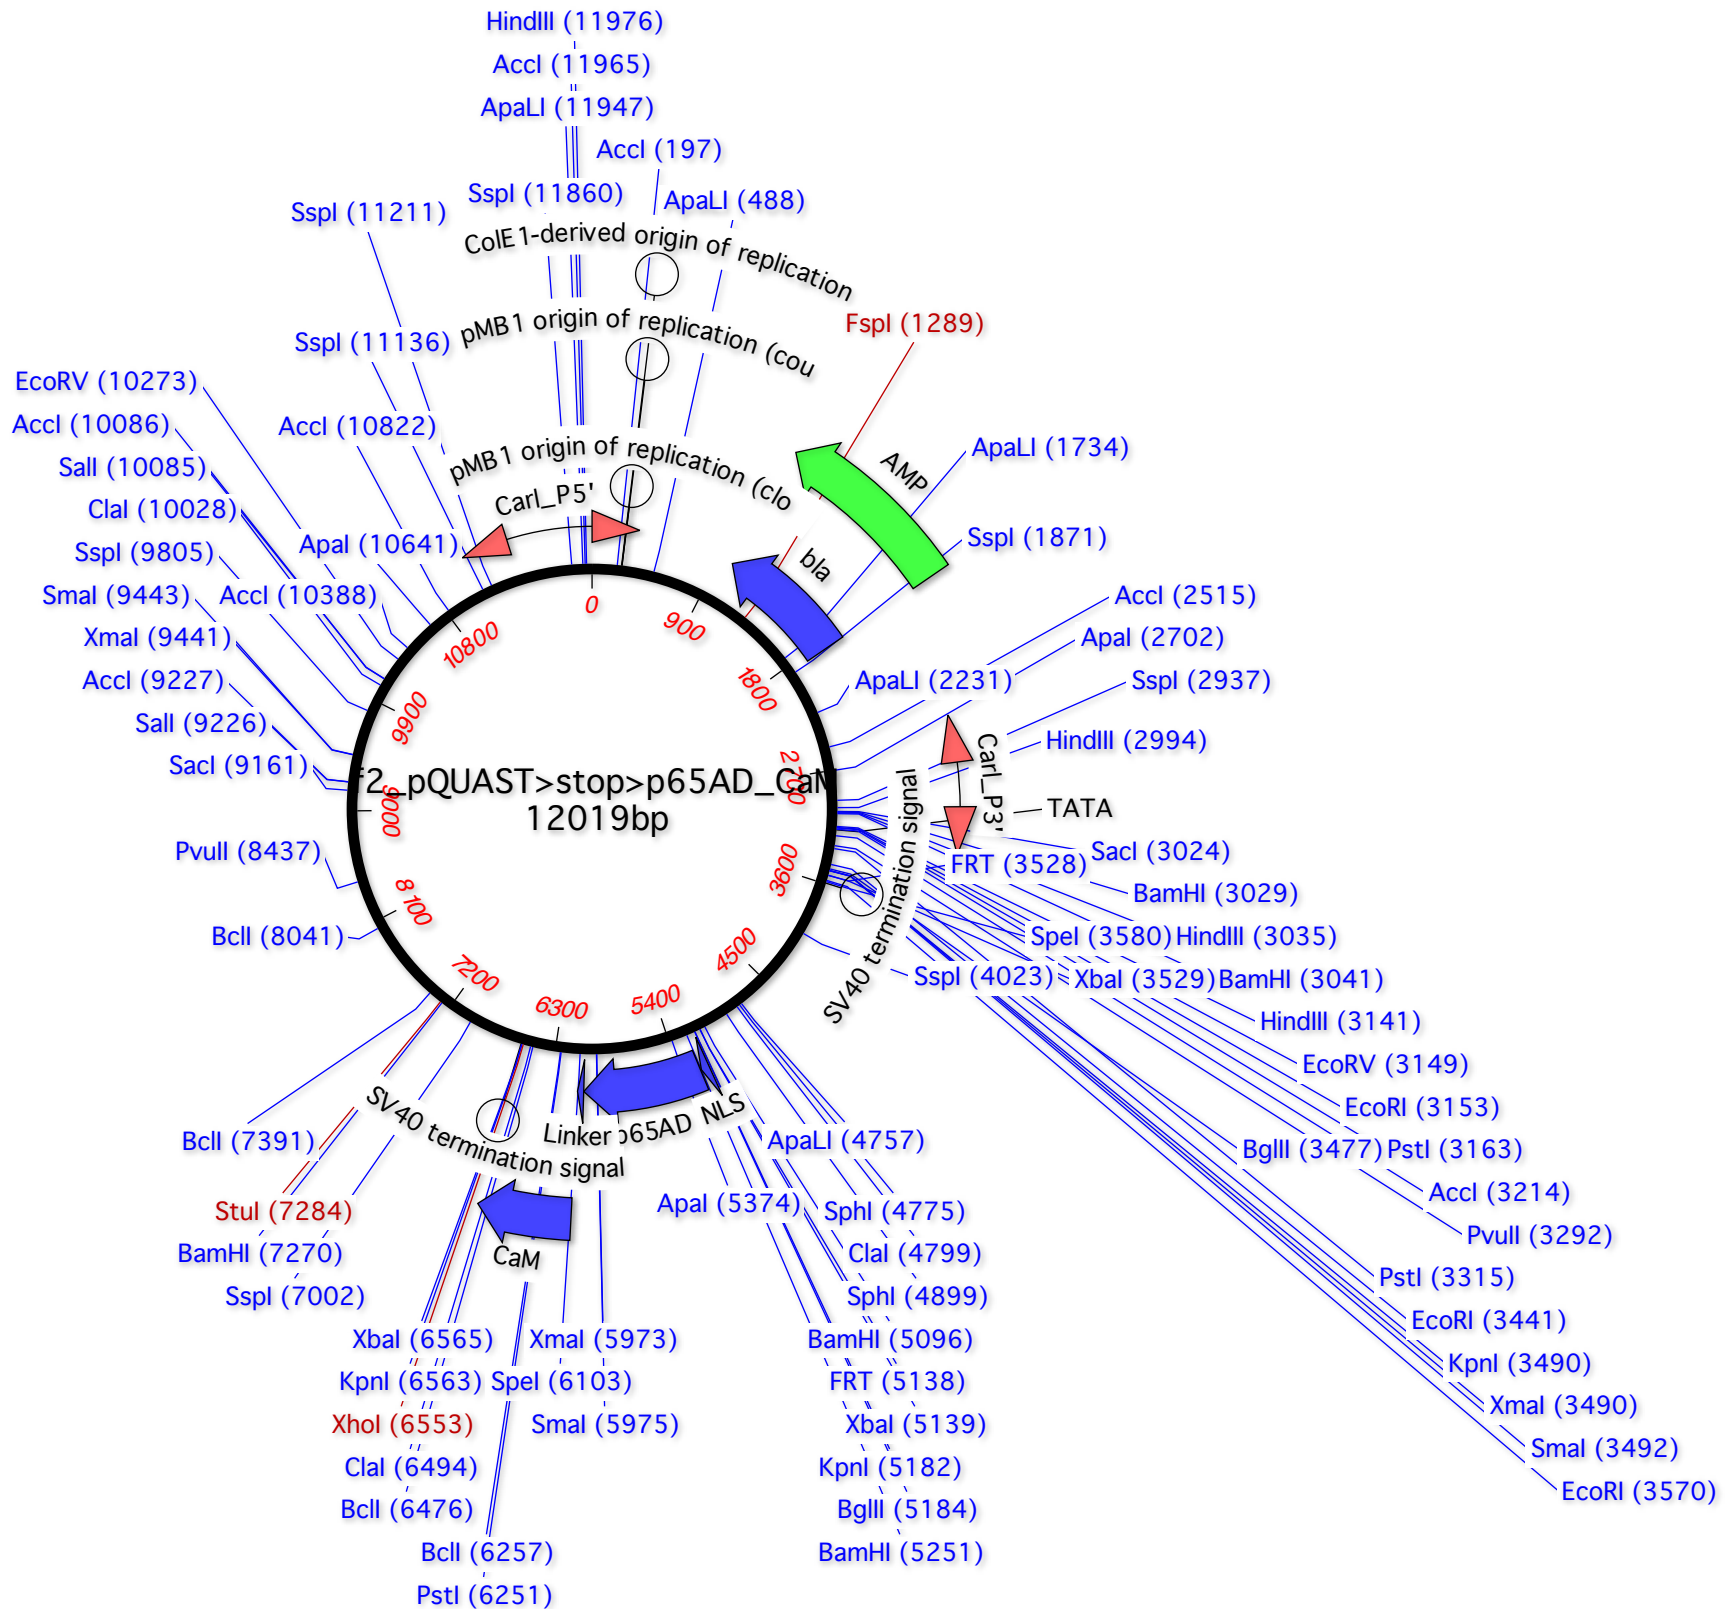 HindIII (11976)
AccI (11965)
ApaLI (11947)
AccI (197)
SspI (11860)
ApaLI (488)
SspI (11211)
ColE1-derived origin of replication
pMB1 origin of replication (cou
FspI (1289)
SspI (11136)
EcoRV (10273)
AccI (10086)
AccI (10822)
pMB1 origin of replication (clo
AMP
ApaLI (1734)
SalI (10085)
CarI_P5'
ClaI (10028)
SspI (9805)
ApaI (10641)
SspI (1871)
bla
SmaI (9443)
AccI (10388)
AccI (2515)
0
900
10800
XmaI (9441)
ApaI (2702)
AccI (9227)
ApaLI (2231)
SspI (2937)
1800
SalI (9226)
9900
HindIII (2994)
SacI (9161)
CarI_P3'
2700
f2_pQUAST>stop>p65AD_CaM
12019bp
9000
TATA
PvuII (8437)
SacI (3024)
FRT (3528)
3600
BamHI (3029)
8100
SV40 termination signal
BclI (8041)
SpeI (3580)
HindIII (3035)
4500
7200
SspI (4023)
XbaI (3529)
BamHI (3041)
6300
5400
HindIII (3141)
EcoRV (3149)
EcoRI (3153)
SV40 termination signal
Linker
p65AD
NLS
BclI (7391)
ApaLI (4757)
BglII (3477)
PstI (3163)
AccI (3214)
StuI (7284)
ApaI (5374)
SphI (4775)
PvuII (3292)
BamHI (7270)
CaM
ClaI (4799)
PstI (3315)
SspI (7002)
SphI (4899)
EcoRI (3441)
XbaI (6565)
XmaI (5973)
BamHI (5096)
KpnI (3490)
KpnI (6563)
SpeI (6103)
FRT (5138)
XmaI (3490)
XhoI (6553)
SmaI (5975)
XbaI (5139)
SmaI (3492)
ClaI (6494)
KpnI (5182)
EcoRI (3570)
BclI (6476)
BglII (5184)
BclI (6257)
BamHI (5251)
PstI (6251)